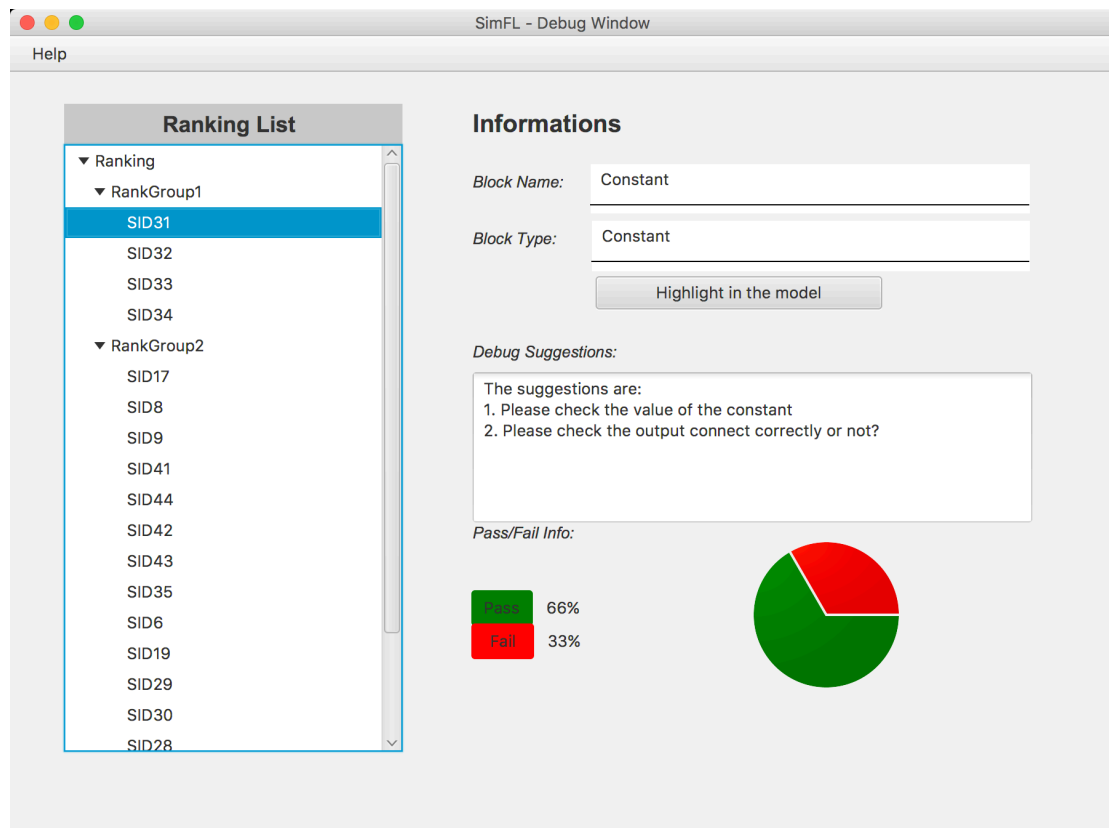 SimFL - Debug Window
Help
Ranking List
Ranking
RankGroup1
SID31
SID32
SID33
SID34
RankGroup2
SID17
SID8
SID9
SID41
SID44
SID42
SID43
SID35
SID6
SID19
SID29
SID30
SID28
Informations
Block Name: Constant
Block Type: Constant
Highlight in the model
Debug Suggestions:
The suggestions are:
1. Please check the value of the constant
2. Please check the output connect correctly or not?
Pass/Fail Info:
Pass 66%
Fail 33%